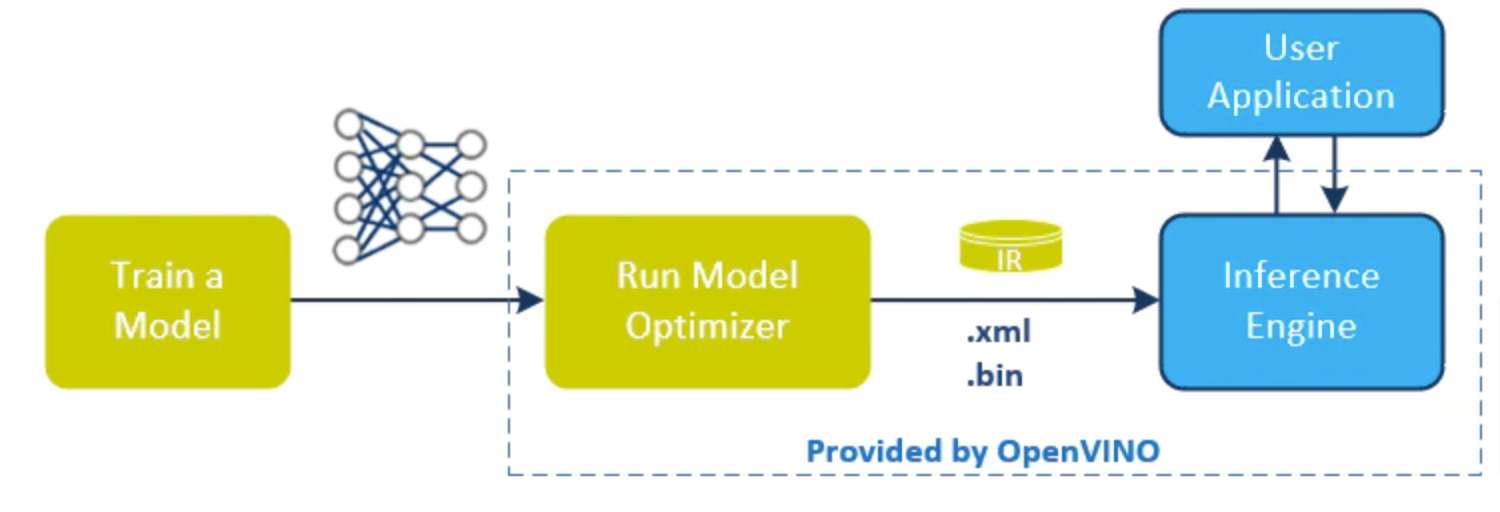 User
Application
Train a
Model
Run Model
Optimizer
IR
.xml
.bin
Inference
Engine
Provided by OpenVINO